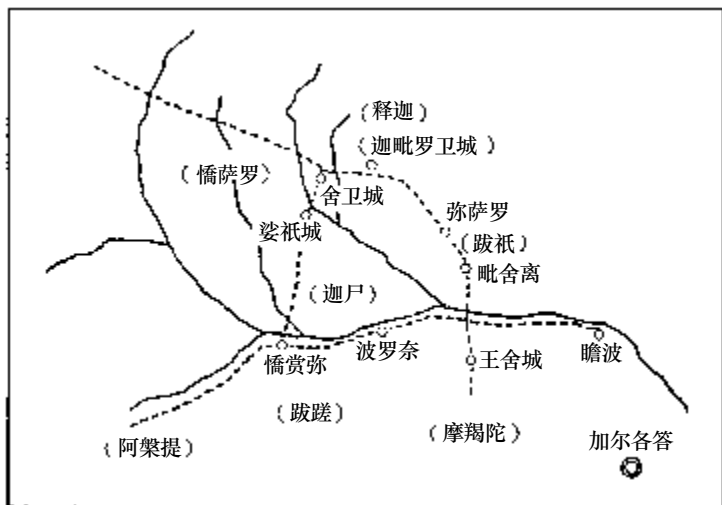 （释迦）
（迦毗罗卫城）
（憍萨罗）
舍卫城
弥萨罗
娑祇城
（跋祇）
毗舍离
（迦尸）
憍赏弥
波罗奈
王舍城
瞻波
（跋蹉）
（阿槃提）
（摩羯陀）
加尔各答